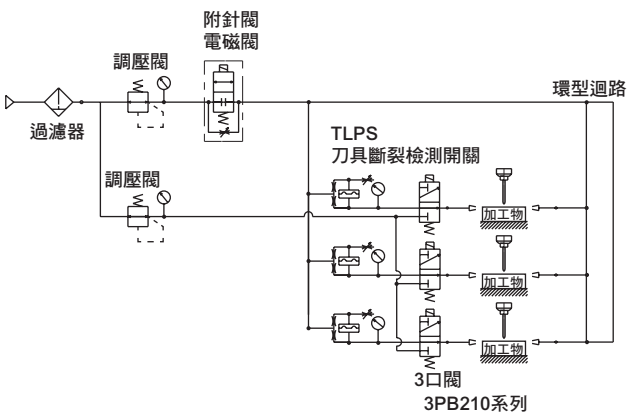 附針閥
電磁閥
調壓閥
環型迴路
過濾器
TLPS
刀具斷裂檢測開關
調壓閥
加工物
加工物
加工物
3口閥
3PB210系列